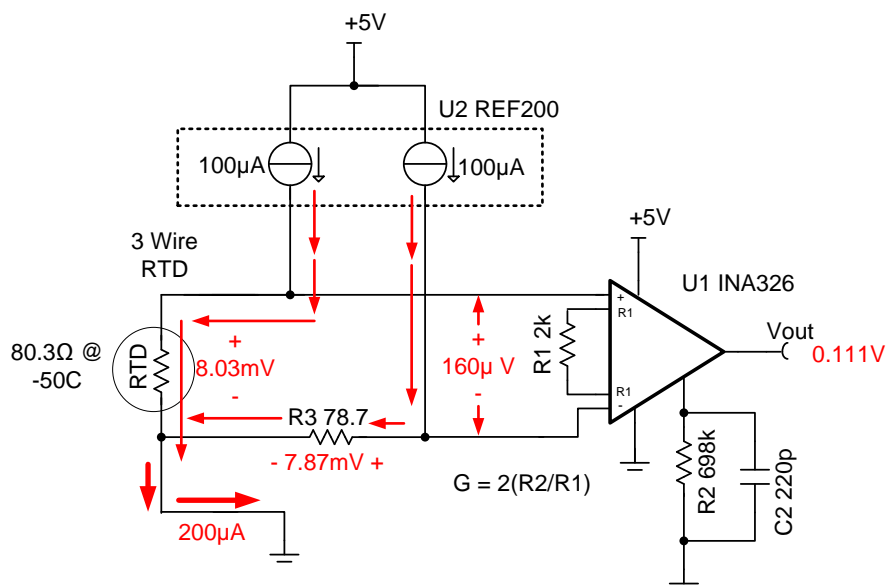 +5V
U2 REF200
100µA
100µA
+5V
3 Wire
RTD
U1 INA326
+
R1
R1 2k
Vout
0.111V
80.3Ω @
-50C
RTD
+
8.03mV
-
+
160µ V
-
R1
-
R3 78.7
- 7.87mV +
G = 2(R2/R1)
R2 698k
C2 220p
200µA